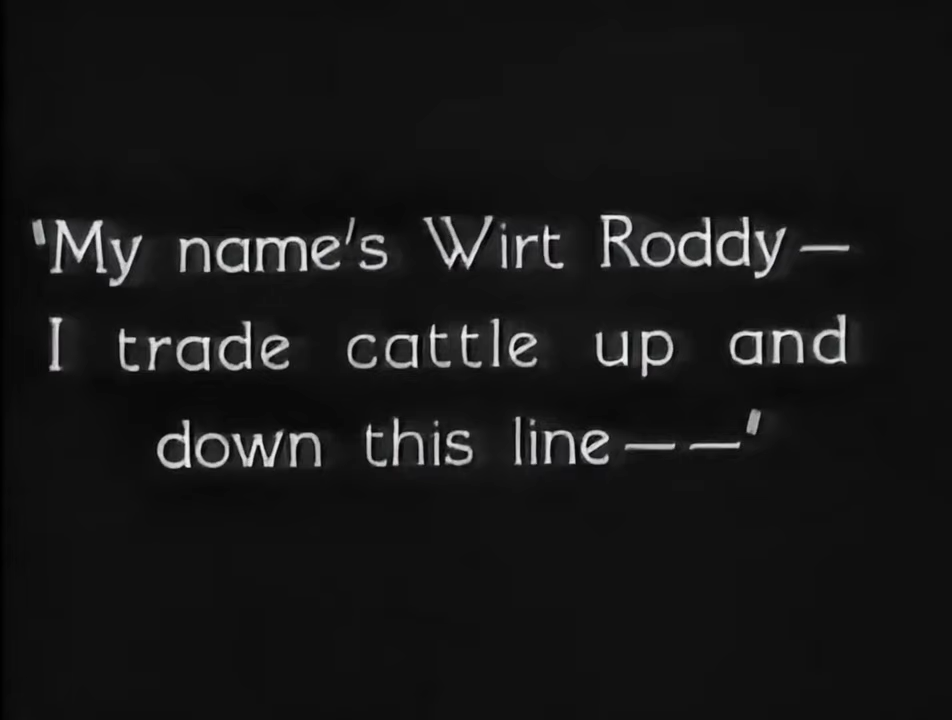 'My name's Wirt Roddy—
I trade cattle up and
down this line— —'